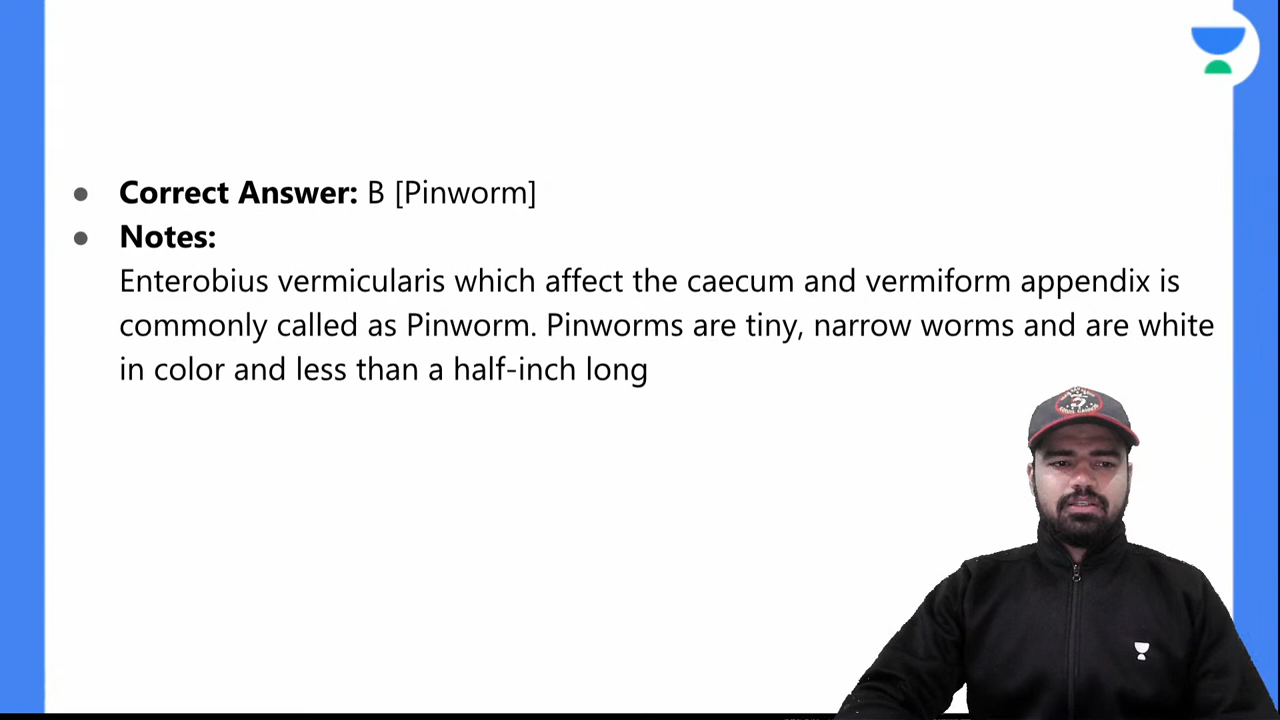 Correct Answer: B [Pinworm]
Notes:
Enterobius vermicularis which affect the caecum and vermiform appendix is
commonly called as Pinworm. Pinworms are tiny, narrow worms and are white
in color and less than a half-inch long